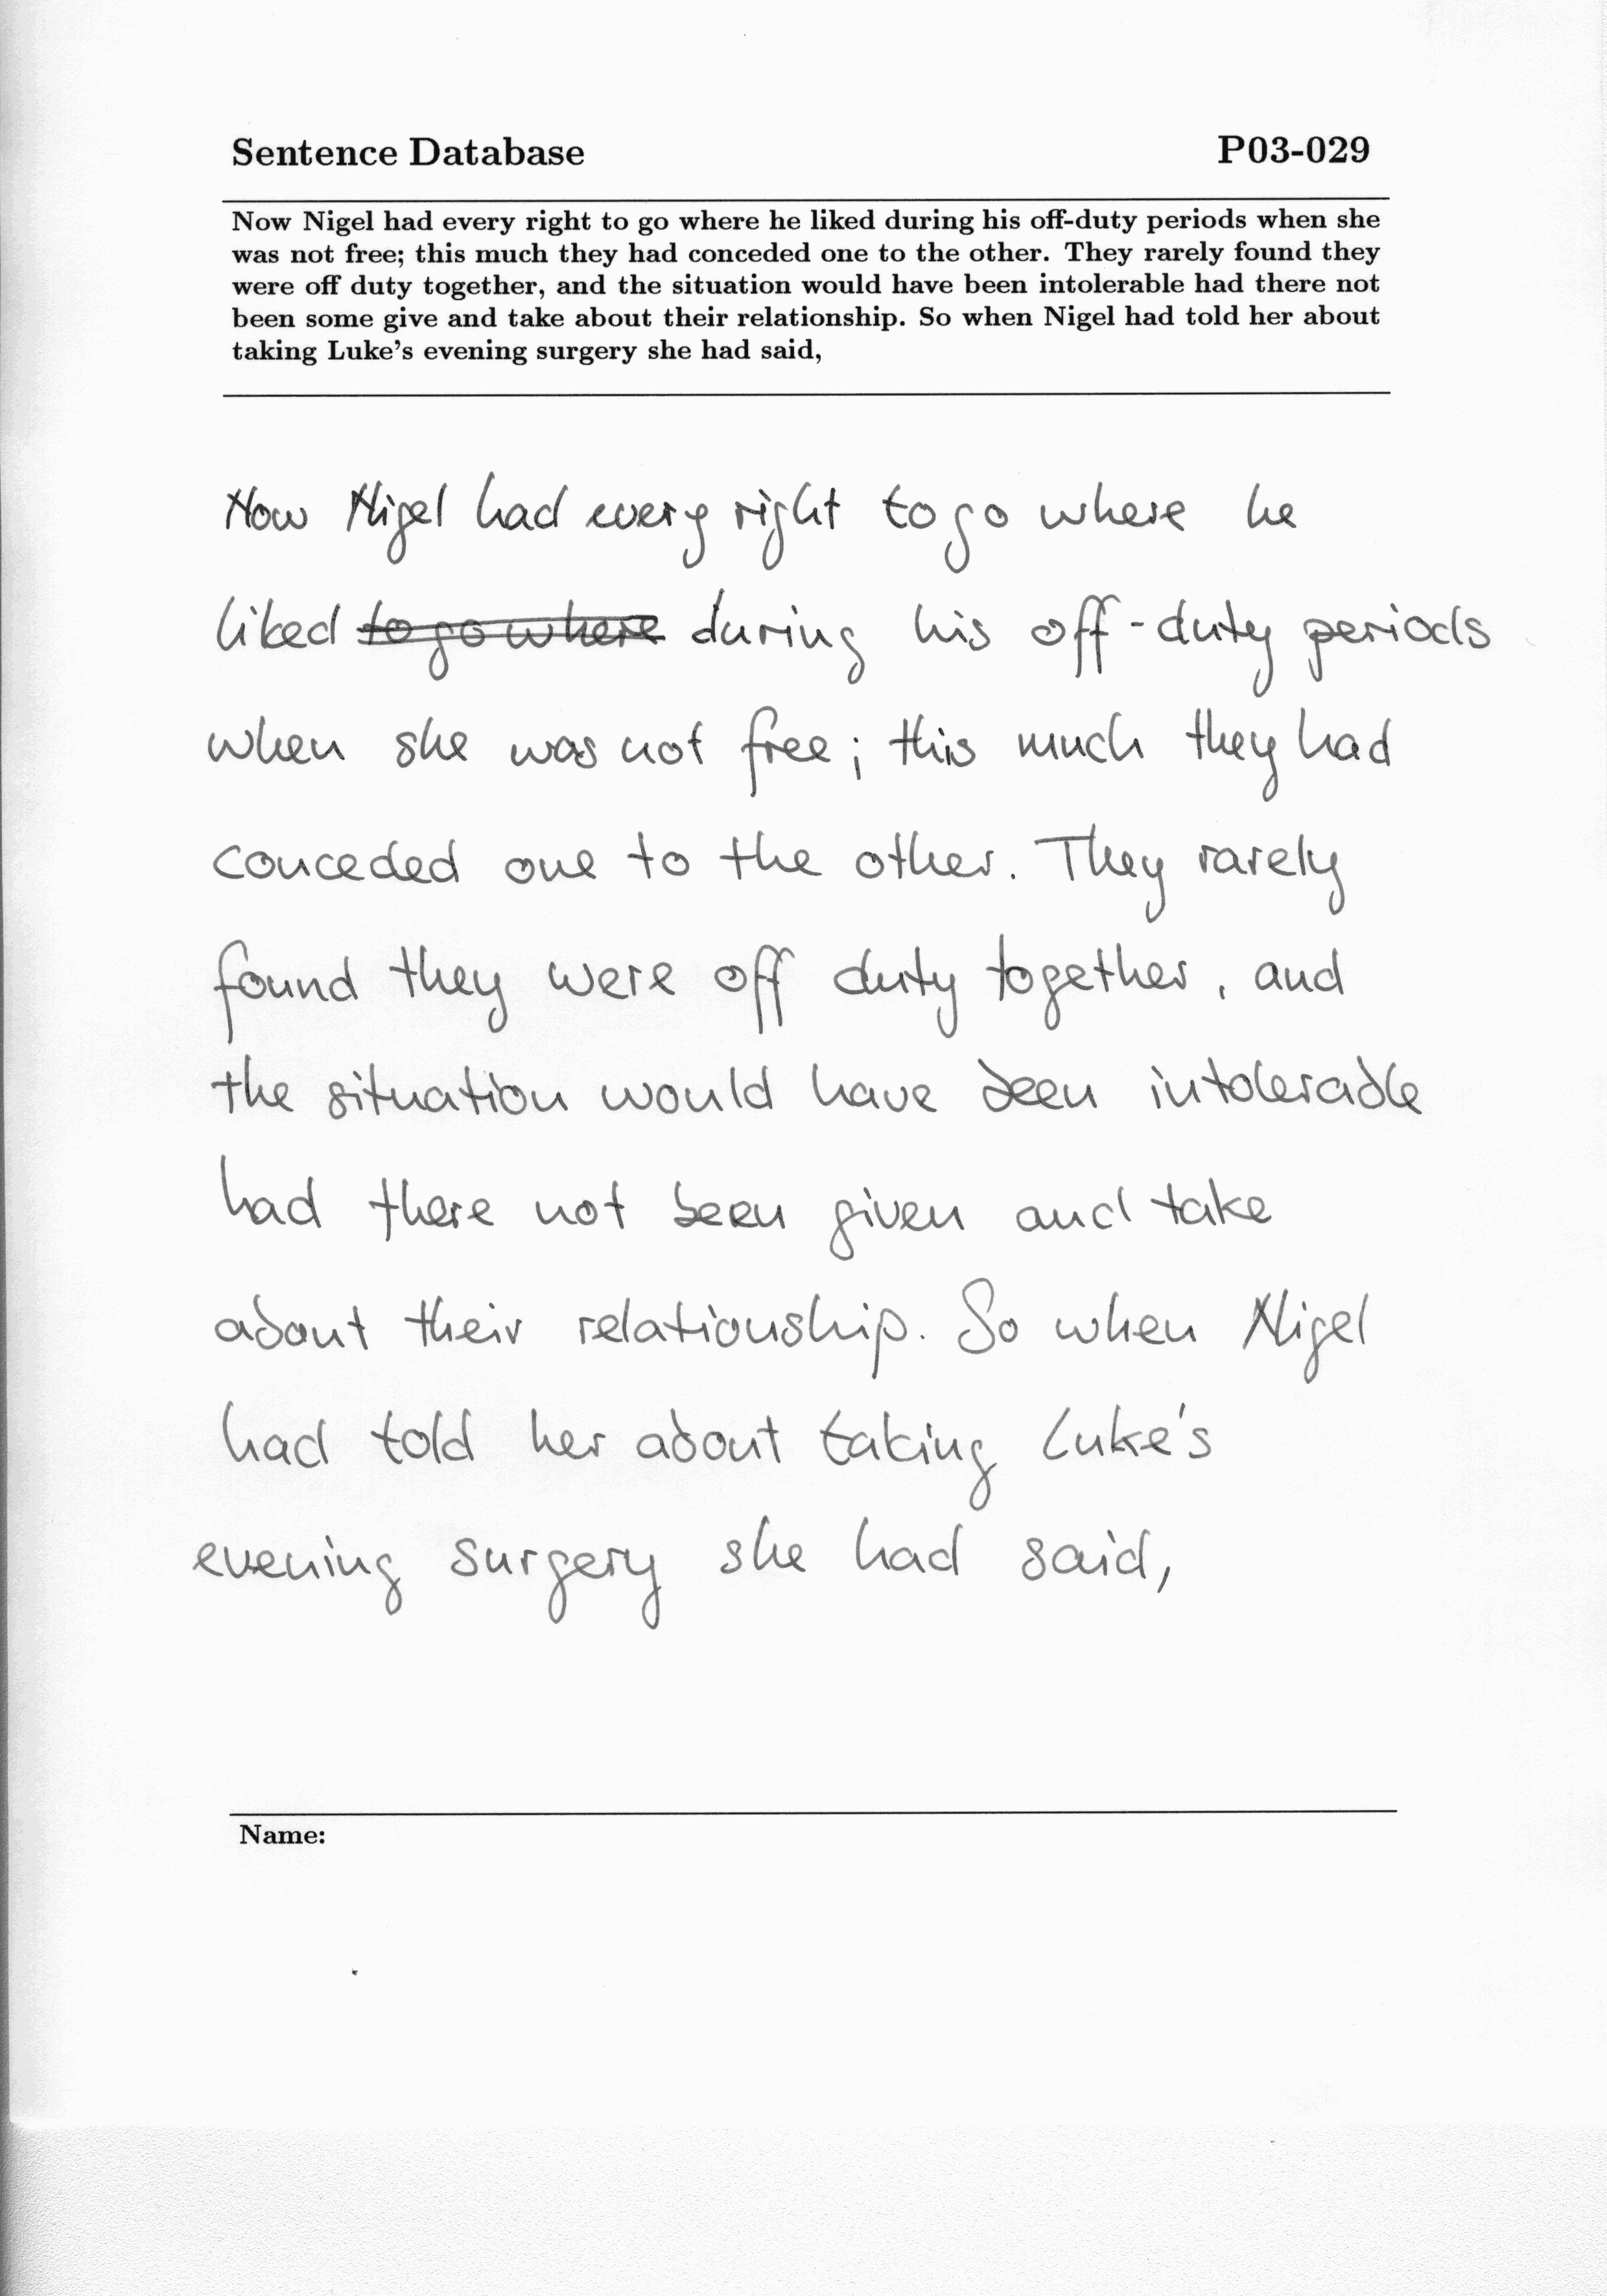 Sentence Database P03-029
Now Nigel had every right to go where he liked during his off-duty periods when she
was not free; this much they had conceded one to the other. They rarely found they
were off duty together, and the situation would have been intolerable had there not
been some give and take about their relationship. So when Nigel had told her about
taking Luke's evening surgery she had said,
Now Nigel had every right to go where he
liked to go where during his off-duty periods
when she was not free; this much they had
conceded one to the other. They rarely
found they were off duty together, and
the situation would have been intolerable
had there not been given and take
about their relationship. So when Nigel
had told her about taking Luke's
evening surgery she had said,
Name: